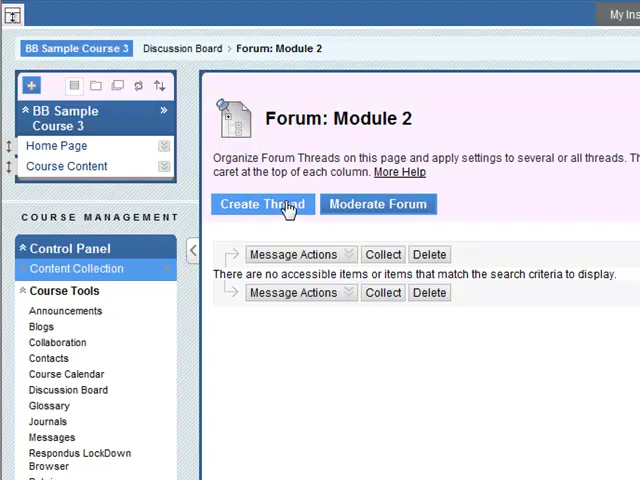 My Ins
BB Sample Course 3 Discussion Board > Forum: Module 2
BB Sample
Course 3
Home Page
Course Content
COURSE MANAGEMENT
Control Panel
Content Collection
Course Tools
Announcements
Blogs
Collaboration
Contacts
Course Calendar
Discussion Board
Glossary
Journals
Messages
Respondus LockDown
Browser
Forum: Module 2
Organize Forum Threads on this page and apply settings to several or all threads. Th
caret at the top of each column. More Help
Create Thread Moderate Forum
Message Actions Collect Delete
There are no accessible items or items that match the search criteria to display.
Message Actions Collect Delete